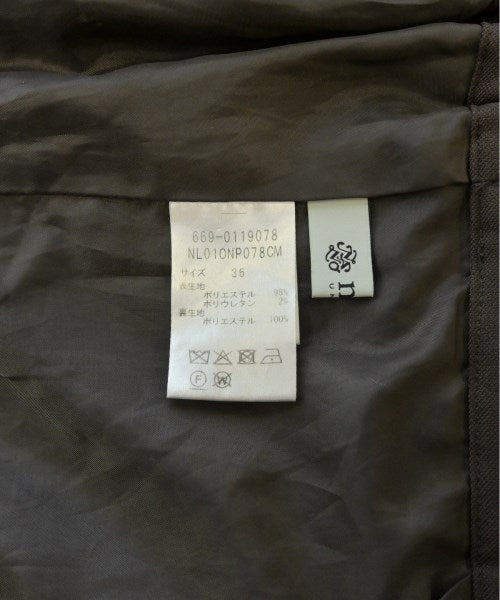 669-0119078
NL010NP078CM
サイズ 36
表生地
ポリエステル 98%
ポリウレタン 2%
裏生地
ポリエステル 100%
F
W
n
UN